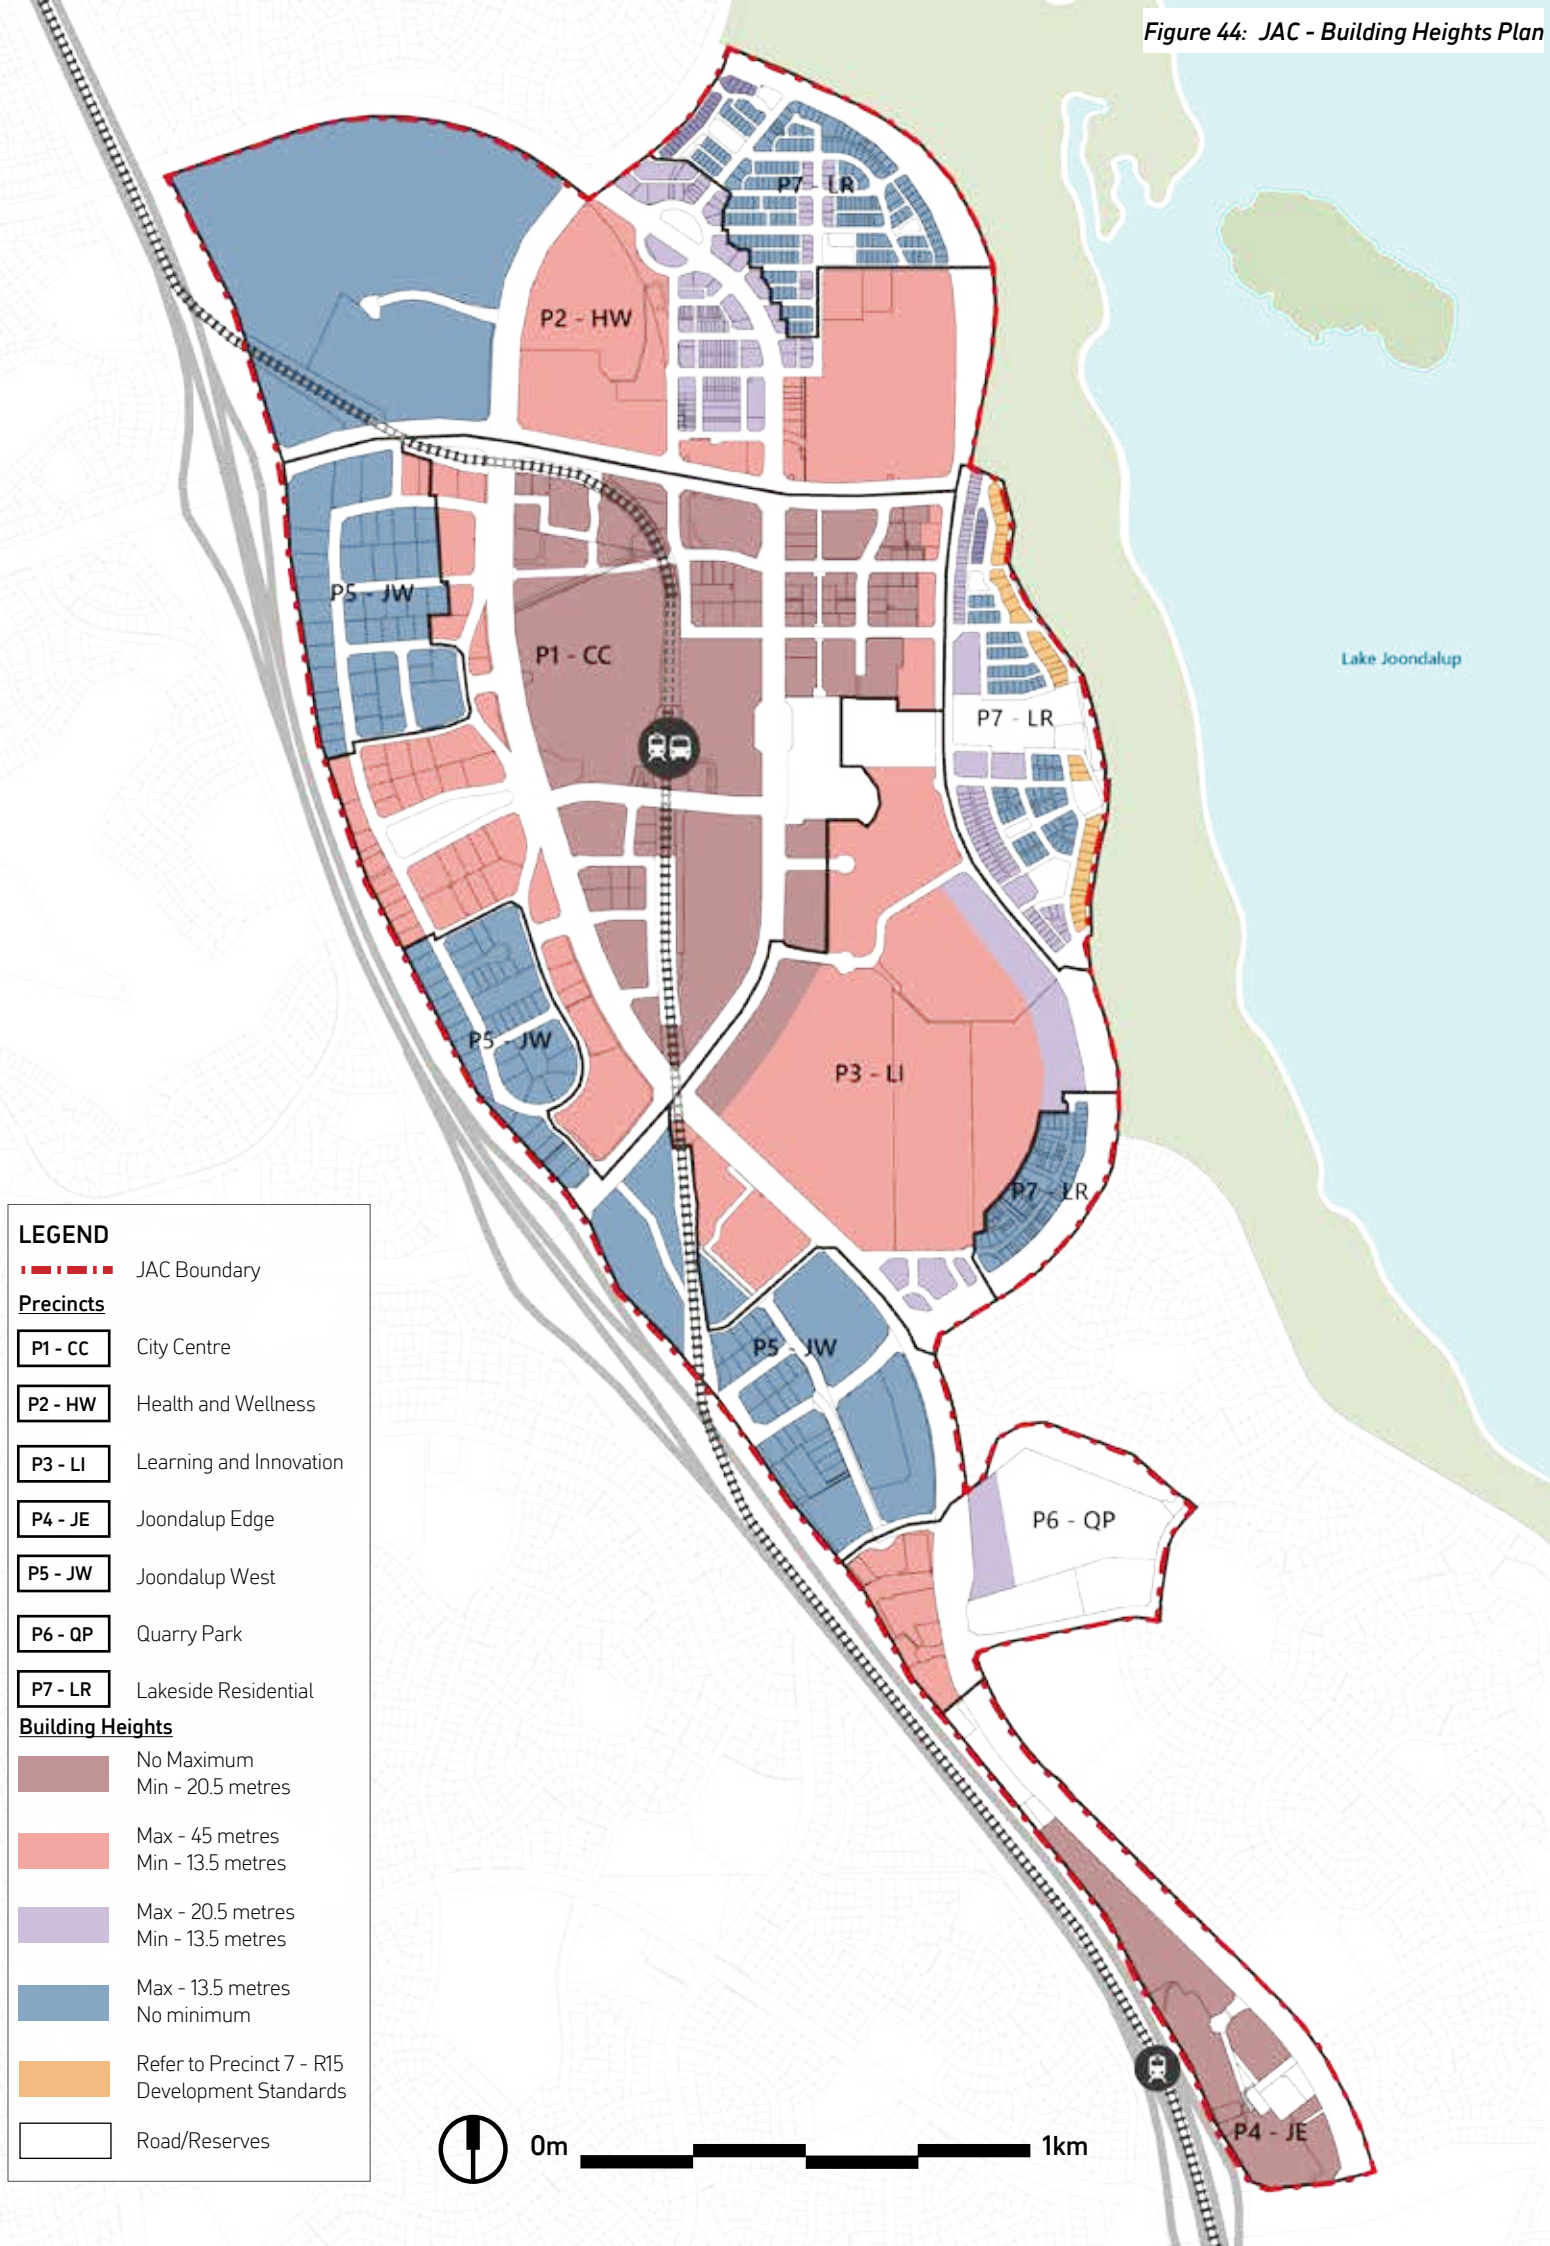 Figure 44: JAC - Building Heights Plan
P7 - LR
P2 - HW
P5 - JW
P1 - CC
Lake Joondalup
P7 - LR
P5 - JW
P3 - LI
P7 - LR
P5 - JW
P6 - QP
P4 - JE
LEGEND
JAC Boundary
Precincts
P1 - CC City Centre
P2 - HW Health and Wellness
P3 - LI Learning and Innovation
P4 - JE Joondalup Edge
P5 - JW Joondalup West
P6 - QP Quarry Park
P7 - LR Lakeside Residential
Building Heights
No Maximum
Min - 20.5 metres
Max - 45 metres
Min - 13.5 metres
Max - 20.5 metres
Min - 13.5 metres
Max - 13.5 metres
No minimum
Refer to Precinct 7 - R15
Development Standards
Road/Reserves
0m 1km